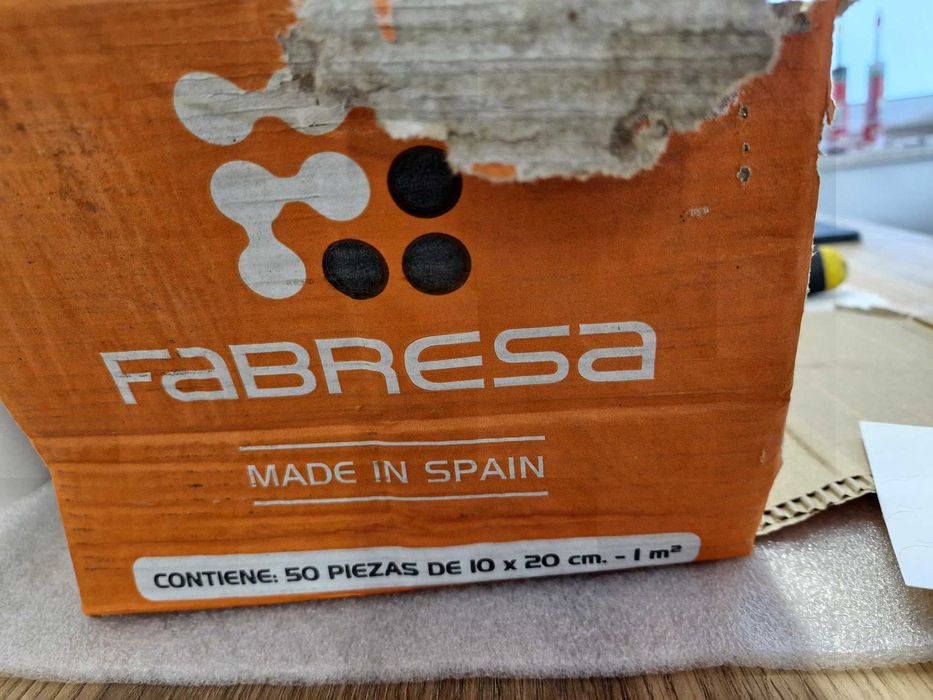 FaBRESa
MADE IN SPAIN
CONTIENE: 50 PIEZAS DE 10 x 20 cm. - 1 m²